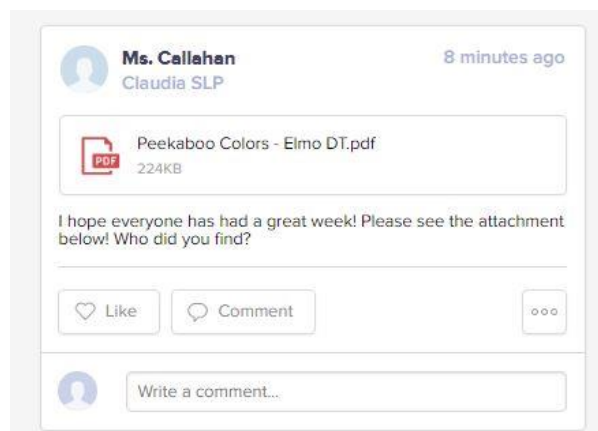 Ms. Callahan
8 minutes ago
Claudia SLP
Peekaboo Colors - Elmo DT.pdf
PDF
224KB
I hope everyone has had a great week! Please see the attachment
below! Who did you find?
Like
Comment
Write a comment...